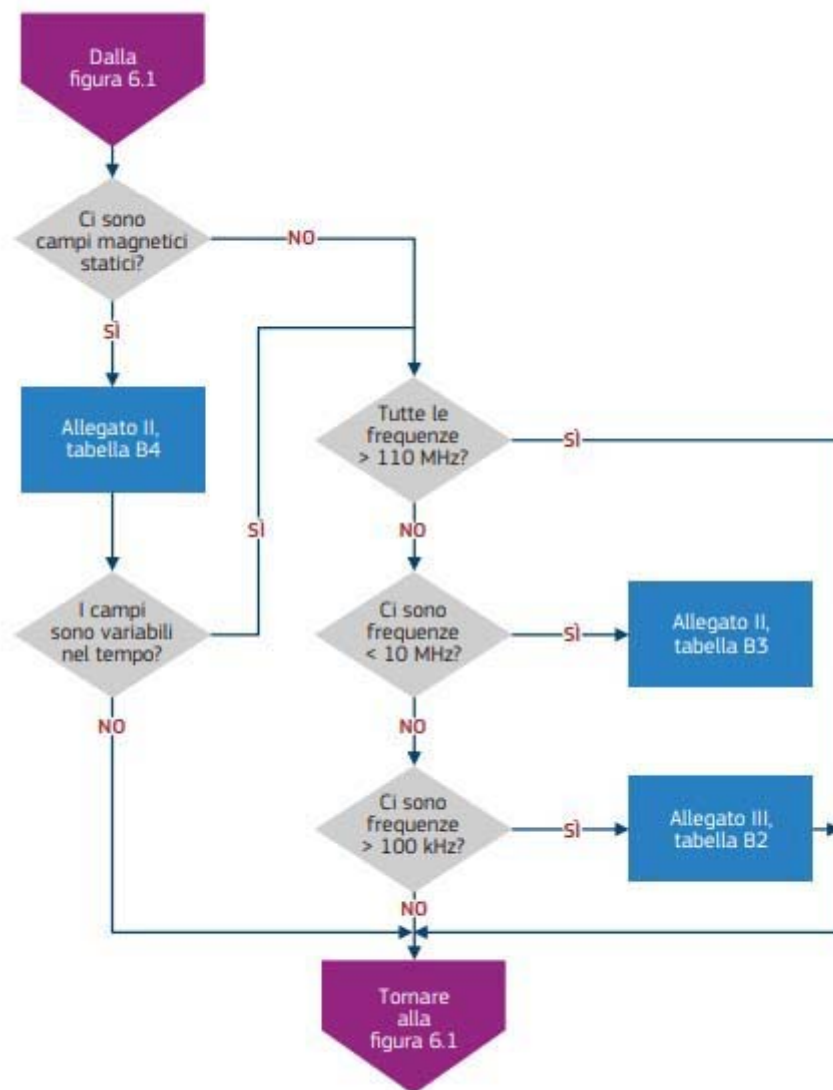 Dalla
figura 6.1
Ci sono
campi magnetici
statici?
NO
SÌ
Allegato II,
tabella B4
Tutte le
frequenze
> 110 MHz?
SÌ
SÌ
NO
I campi
sono variabili
nel tempo?
Ci sono
frequenze
< 10 MHz?
SÌ
Allegato II,
tabella B3
NO
NO
Ci sono
frequenze
> 100 kHz?
SÌ
Allegato III,
tabella B2
NO
Tornare
alla
figura 6.1